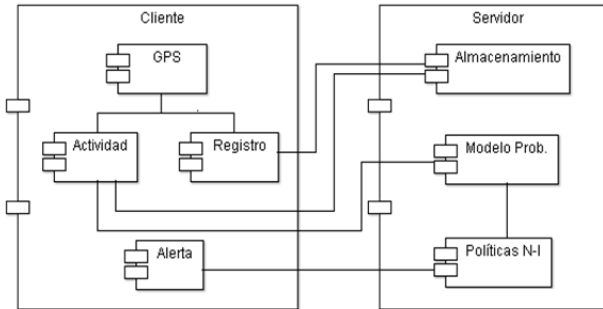 Cliente
Servidor
GPS
Almacenamiento
Actividad
Registro
Modelo Prob.
Alerta
Políticas N-I